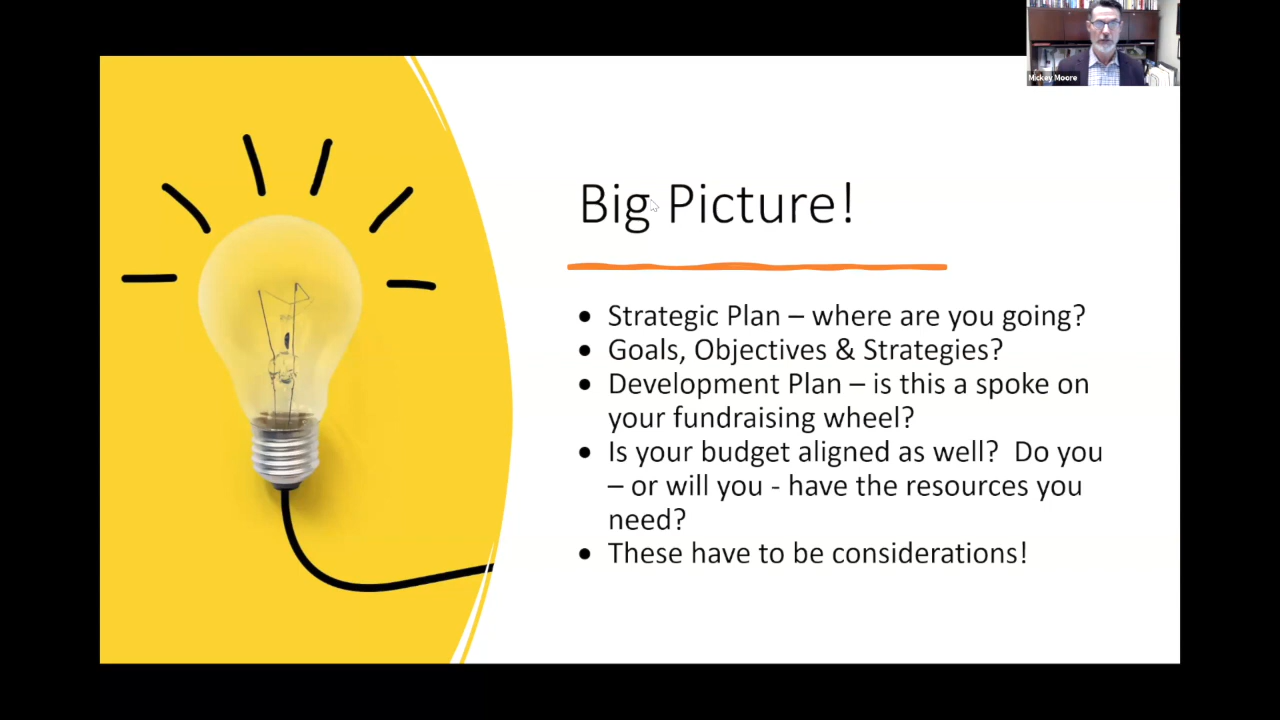 Mickey Moore
Big Picture!
• Strategic Plan – where are you going?
• Goals, Objectives & Strategies?
• Development Plan – is this a spoke on
your fundraising wheel?
• Is your budget aligned as well?  Do you
– or will you - have the resources you
need?
• These have to be considerations!